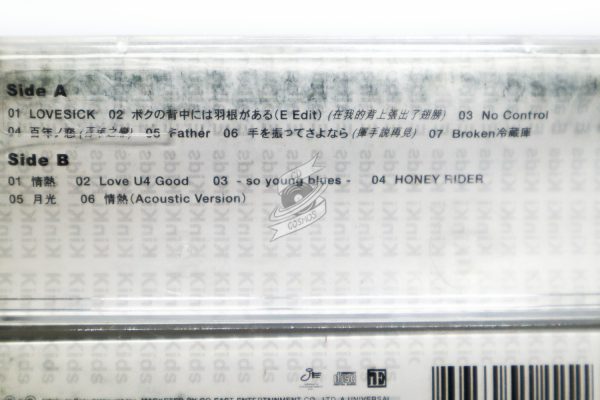 Side A
01 LOVESICK 02 ボクの背中には羽根がある(E Edit) (在我的背上張出了翅膀) 03 No Control
04 百年ノ恋 05 Father 06 手を振ってさよなら (揮手說再見) 07 Broken冷蔵庫
Side B
01 情熱 02 Love U4 Good 03 - so young blues - 04 HONEY RIDER
05 月光 06 情熱(Acoustic Version)
COSMOS